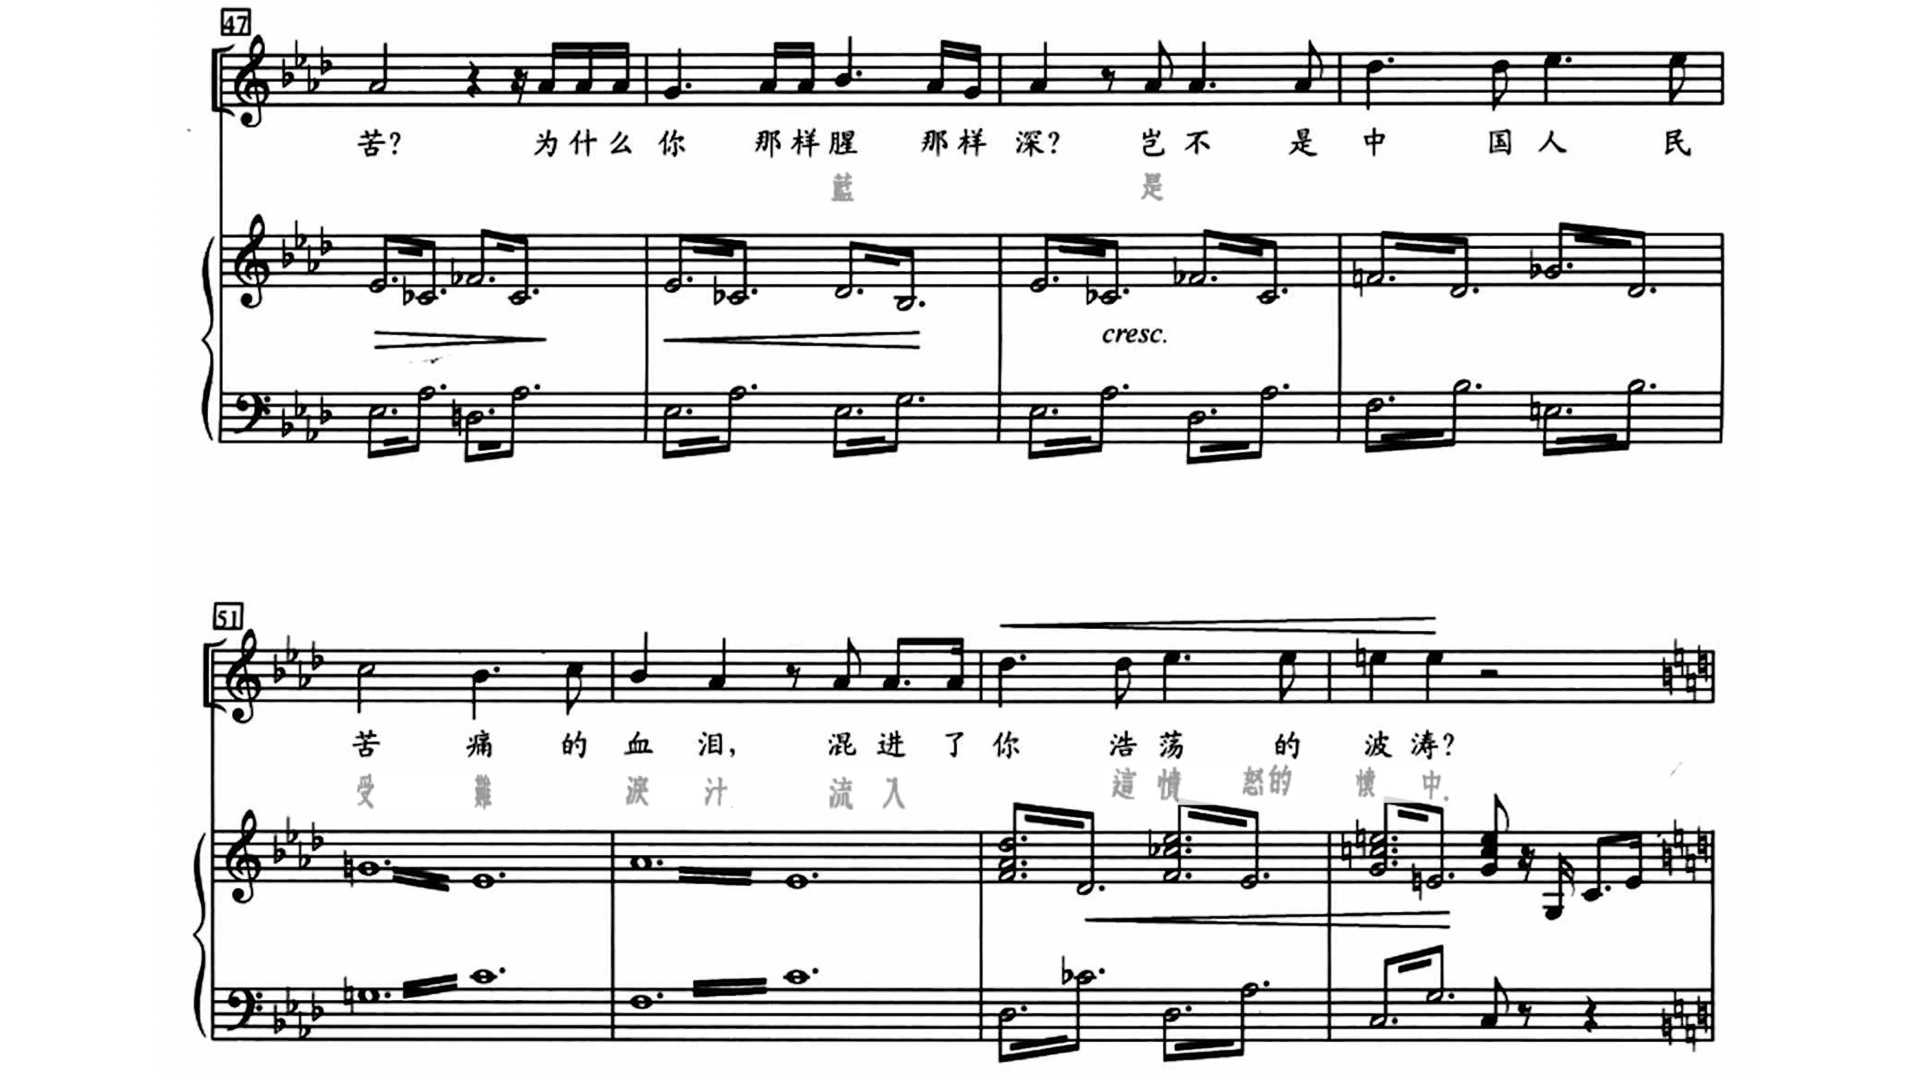 47
苦? 为什么 你 那样腥 那样 深? 岂不 是 中 国人 民
藍 是
cresc.
51
苦 痛 的 血 泪, 混进了你 浩荡 的 波涛?
受 難 淚 汁 流 入 這 憤 怒的 懷 中.